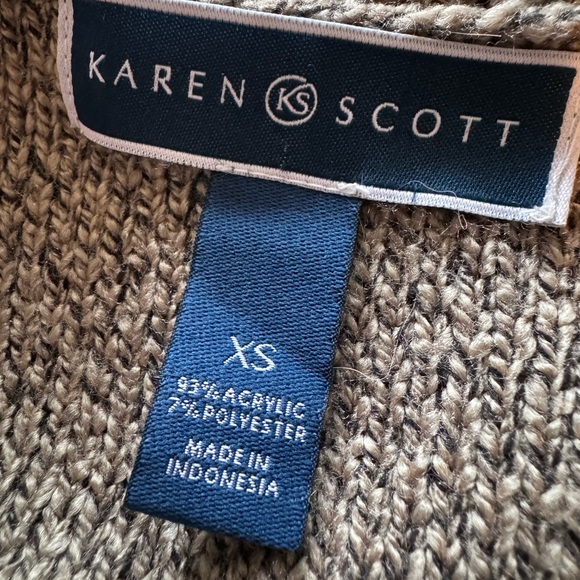 KAREN KS SCOTT
XS
93% ACRYLIC
7% POLYESTER
MADE IN
INDONESIA